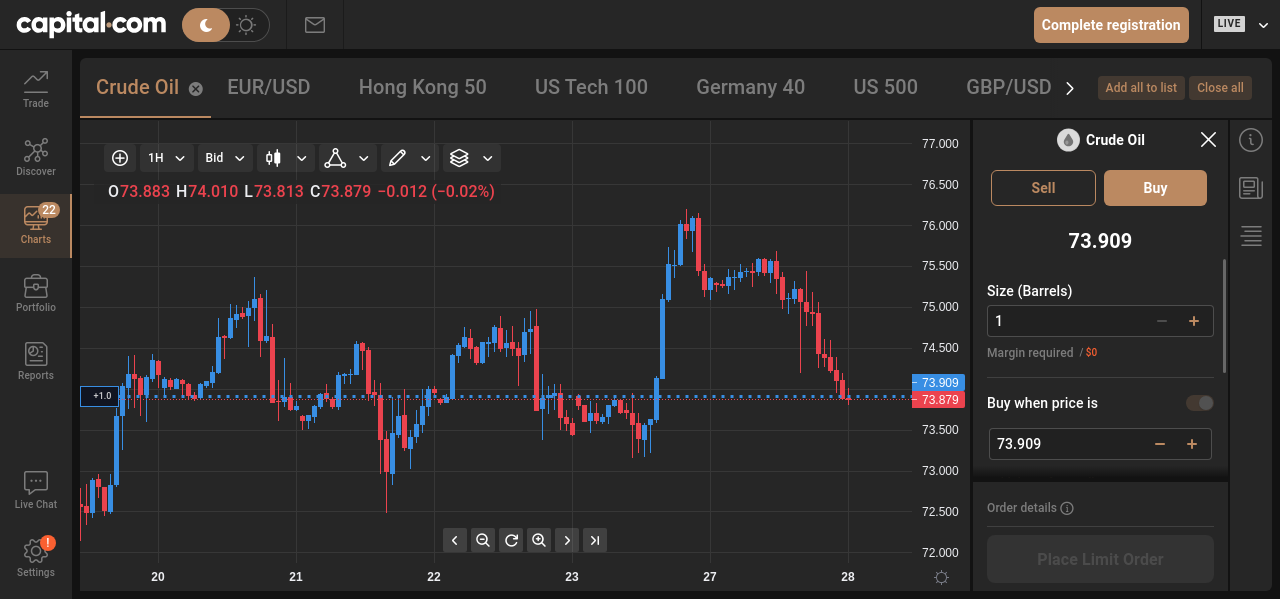 capital.com
Complete registration
LIVE
Trade
Discover
22
Charts
Portfolio
Reports
Live Chat
!
Settings
Crude Oil
EUR/USD
Hong Kong 50
US Tech 100
Germany 40
US 500
GBP/USD
Add all to list
Close all
1H
Bid
O73.883 H74.010 L73.813 C73.879 −0.012 (−0.02%)
+1.0
77.000
76.500
76.000
75.500
75.000
74.500
73.909
73.879
73.500
73.000
72.500
72.000
20
21
22
23
27
28
Crude Oil
Sell
Buy
73.909
Size (Barrels)
1
Margin required / $0
Buy when price is
73.909
Order details
Place Limit Order